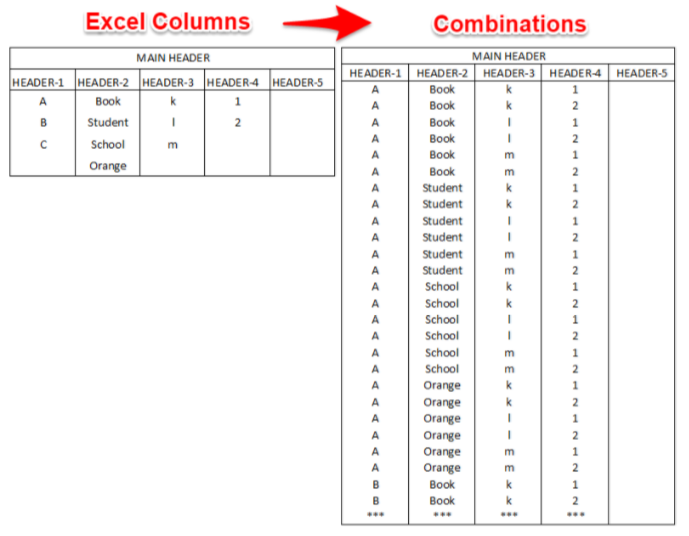 Excel Columns
Combinations
MAIN HEADER
HEADER-1 HEADER-2 HEADER-3 HEADER-4 HEADER-5
A Book k 1
B Student l 2
C School m
Orange
MAIN HEADER
HEADER-1 HEADER-2 HEADER-3 HEADER-4 HEADER-5
A Book k 1
A Book k 2
A Book l 1
A Book l 2
A Book m 1
A Book m 2
A Student k 1
A Student k 2
A Student l 1
A Student l 2
A Student m 1
A Student m 2
A School k 1
A School k 2
A School l 1
A School l 2
A School m 1
A School m 2
A Orange k 1
A Orange k 2
A Orange l 1
A Orange l 2
A Orange m 1
A Orange m 2
B Book k 1
B Book k 2
*** *** *** ***